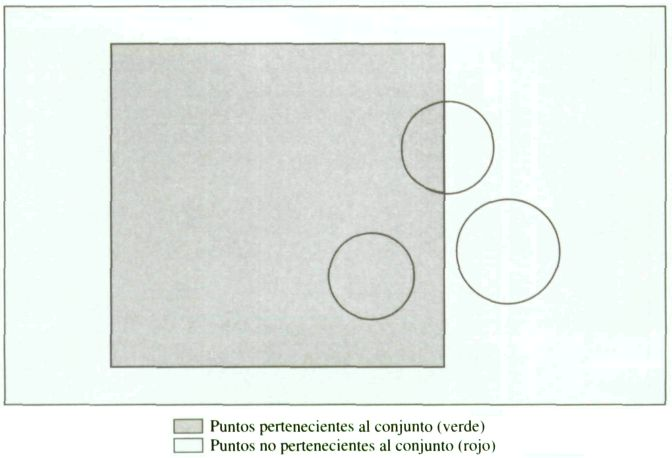 Puntos pertenecientes al conjunto (verde)
Puntos no pertenecientes al conjunto (rojo)